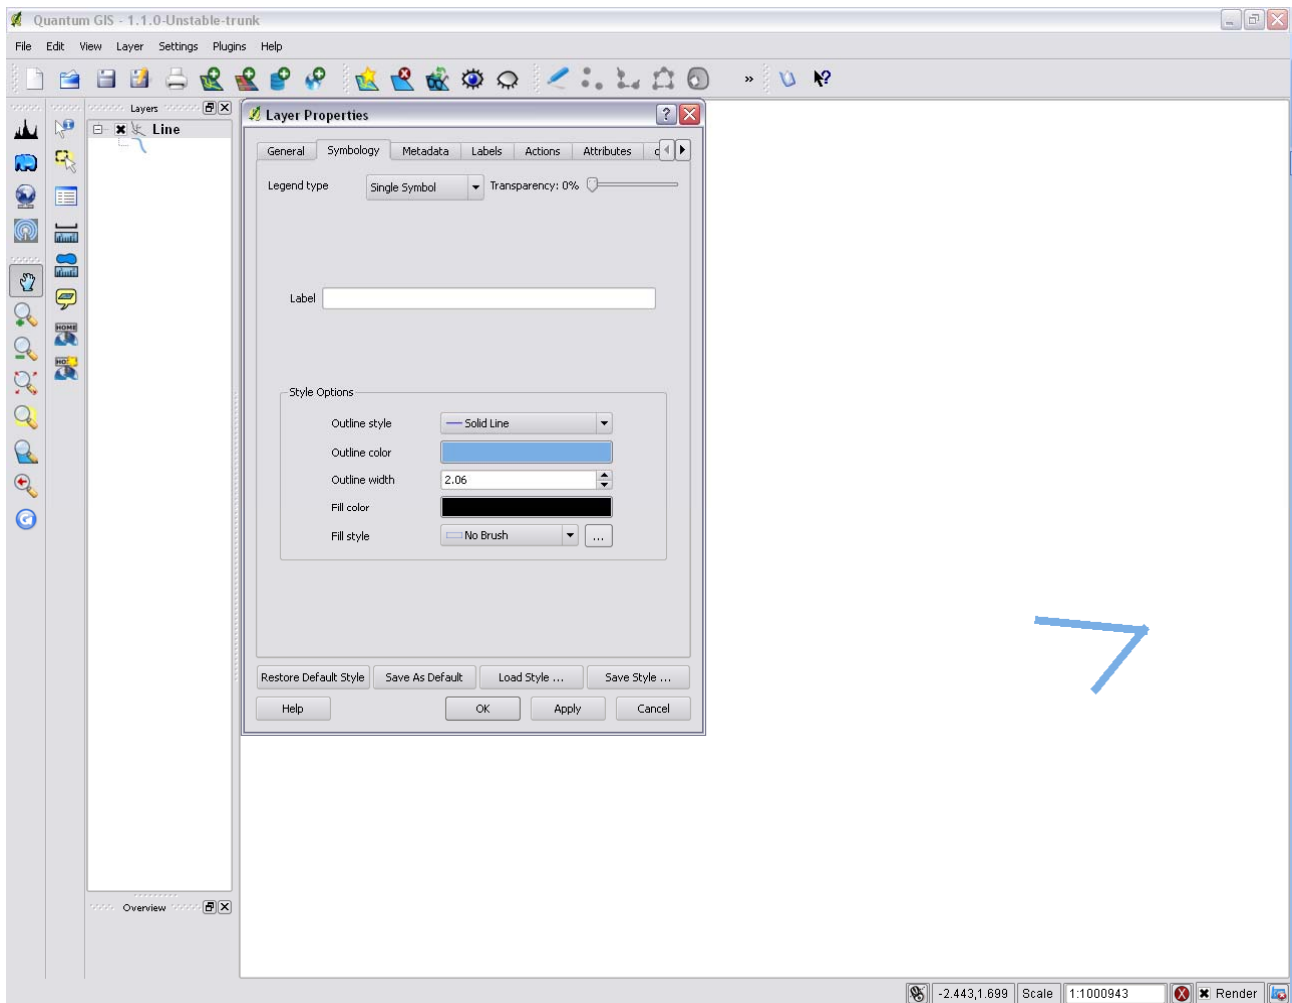 Quantum GIS - 1.1.0-Unstable-trunk
File Edit View Layer Settings Plugins Help
Layers
Line
Layer Properties
General Symbology Metadata Labels Actions Attributes
Legend type Single Symbol Transparency: 0%
Label
Style Options
Outline style Solid Line
Outline color
Outline width 2.06
Fill color
Fill style No Brush ...
Restore Default Style Save As Default Load Style ... Save Style ...
Help OK Apply Cancel
HOME
Overview
-2.443,1.699 Scale 1:1000943 Render